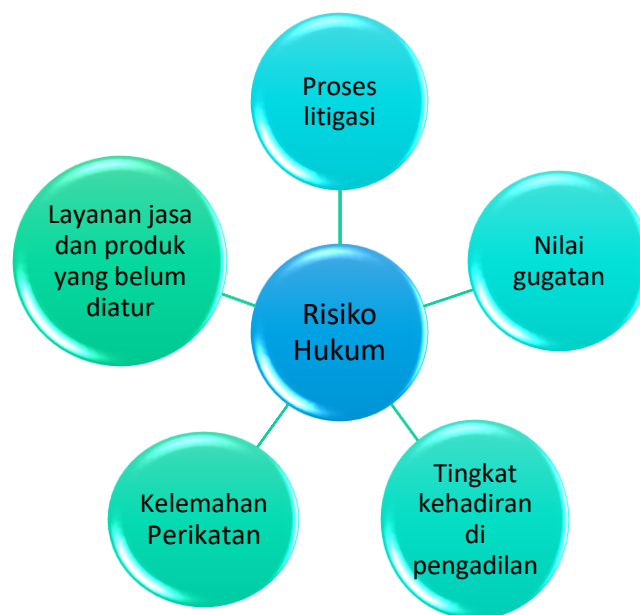 Proses
litigasi
Nilai
gugatan
Tingkat
kehadiran
di
pengadilan
Kelemahan
Perikatan
Layanan jasa
dan produk
yang belum
diatur
Risiko
Hukum